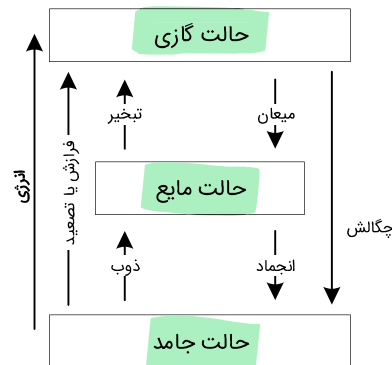 حالت گازی
تبخیر
میعان
فرازش یا تصعید
انرژی
حالت مایع
چگالش
ذوب
انجماد
حالت جامد